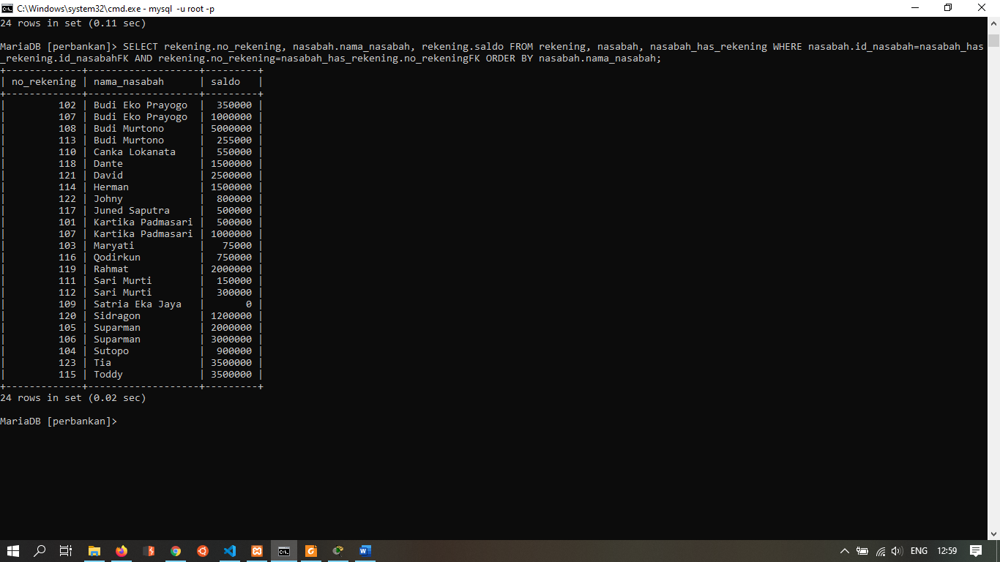 C:\Windows\system32\cmd.exe - mysql -u root -p
24 rows in set (0.11 sec)
MariaDB [perbankan]> SELECT rekening.no_rekening, nasabah.nama_nasabah, rekening.saldo FROM rekening, nasabah, nasabah_has_rekening WHERE nasabah.id_nasabah=nasabah_has
_rekening.id_nasabahFK AND rekening.no_rekening=nasabah_has_rekening.no_rekeningFK ORDER BY nasabah.nama_nasabah;
+-------------+-------------------+---------+
| no_rekening | nama_nasabah      | saldo   |
+-------------+-------------------+---------+
|         102 | Budi Eko Prayogo  |  350000 |
|         107 | Budi Eko Prayogo  | 1000000 |
|         108 | Budi Murtono      | 5000000 |
|         113 | Budi Murtono      |  255000 |
|         110 | Canka Lokanata    |  550000 |
|         118 | Dante             | 1500000 |
|         121 | David             | 2500000 |
|         114 | Herman            | 1500000 |
|         122 | Johny             |  800000 |
|         117 | Juned Saputra     |  500000 |
|         101 | Kartika Padmasari |  500000 |
|         107 | Kartika Padmasari | 1000000 |
|         103 | Maryati           |   75000 |
|         116 | Qodirkun          |  750000 |
|         119 | Rahmat            | 2000000 |
|         111 | Sari Murti        |  150000 |
|         112 | Sari Murti        |  300000 |
|         109 | Satria Eka Jaya   |       0 |
|         120 | Sidragon          | 1200000 |
|         105 | Suparman          | 2000000 |
|         106 | Suparman          | 3000000 |
|         104 | Sutopo            |  900000 |
|         123 | Tia               | 3500000 |
|         115 | Toddy             | 3500000 |
+-------------+-------------------+---------+
24 rows in set (0.02 sec)
MariaDB [perbankan]>
ENG 12:59